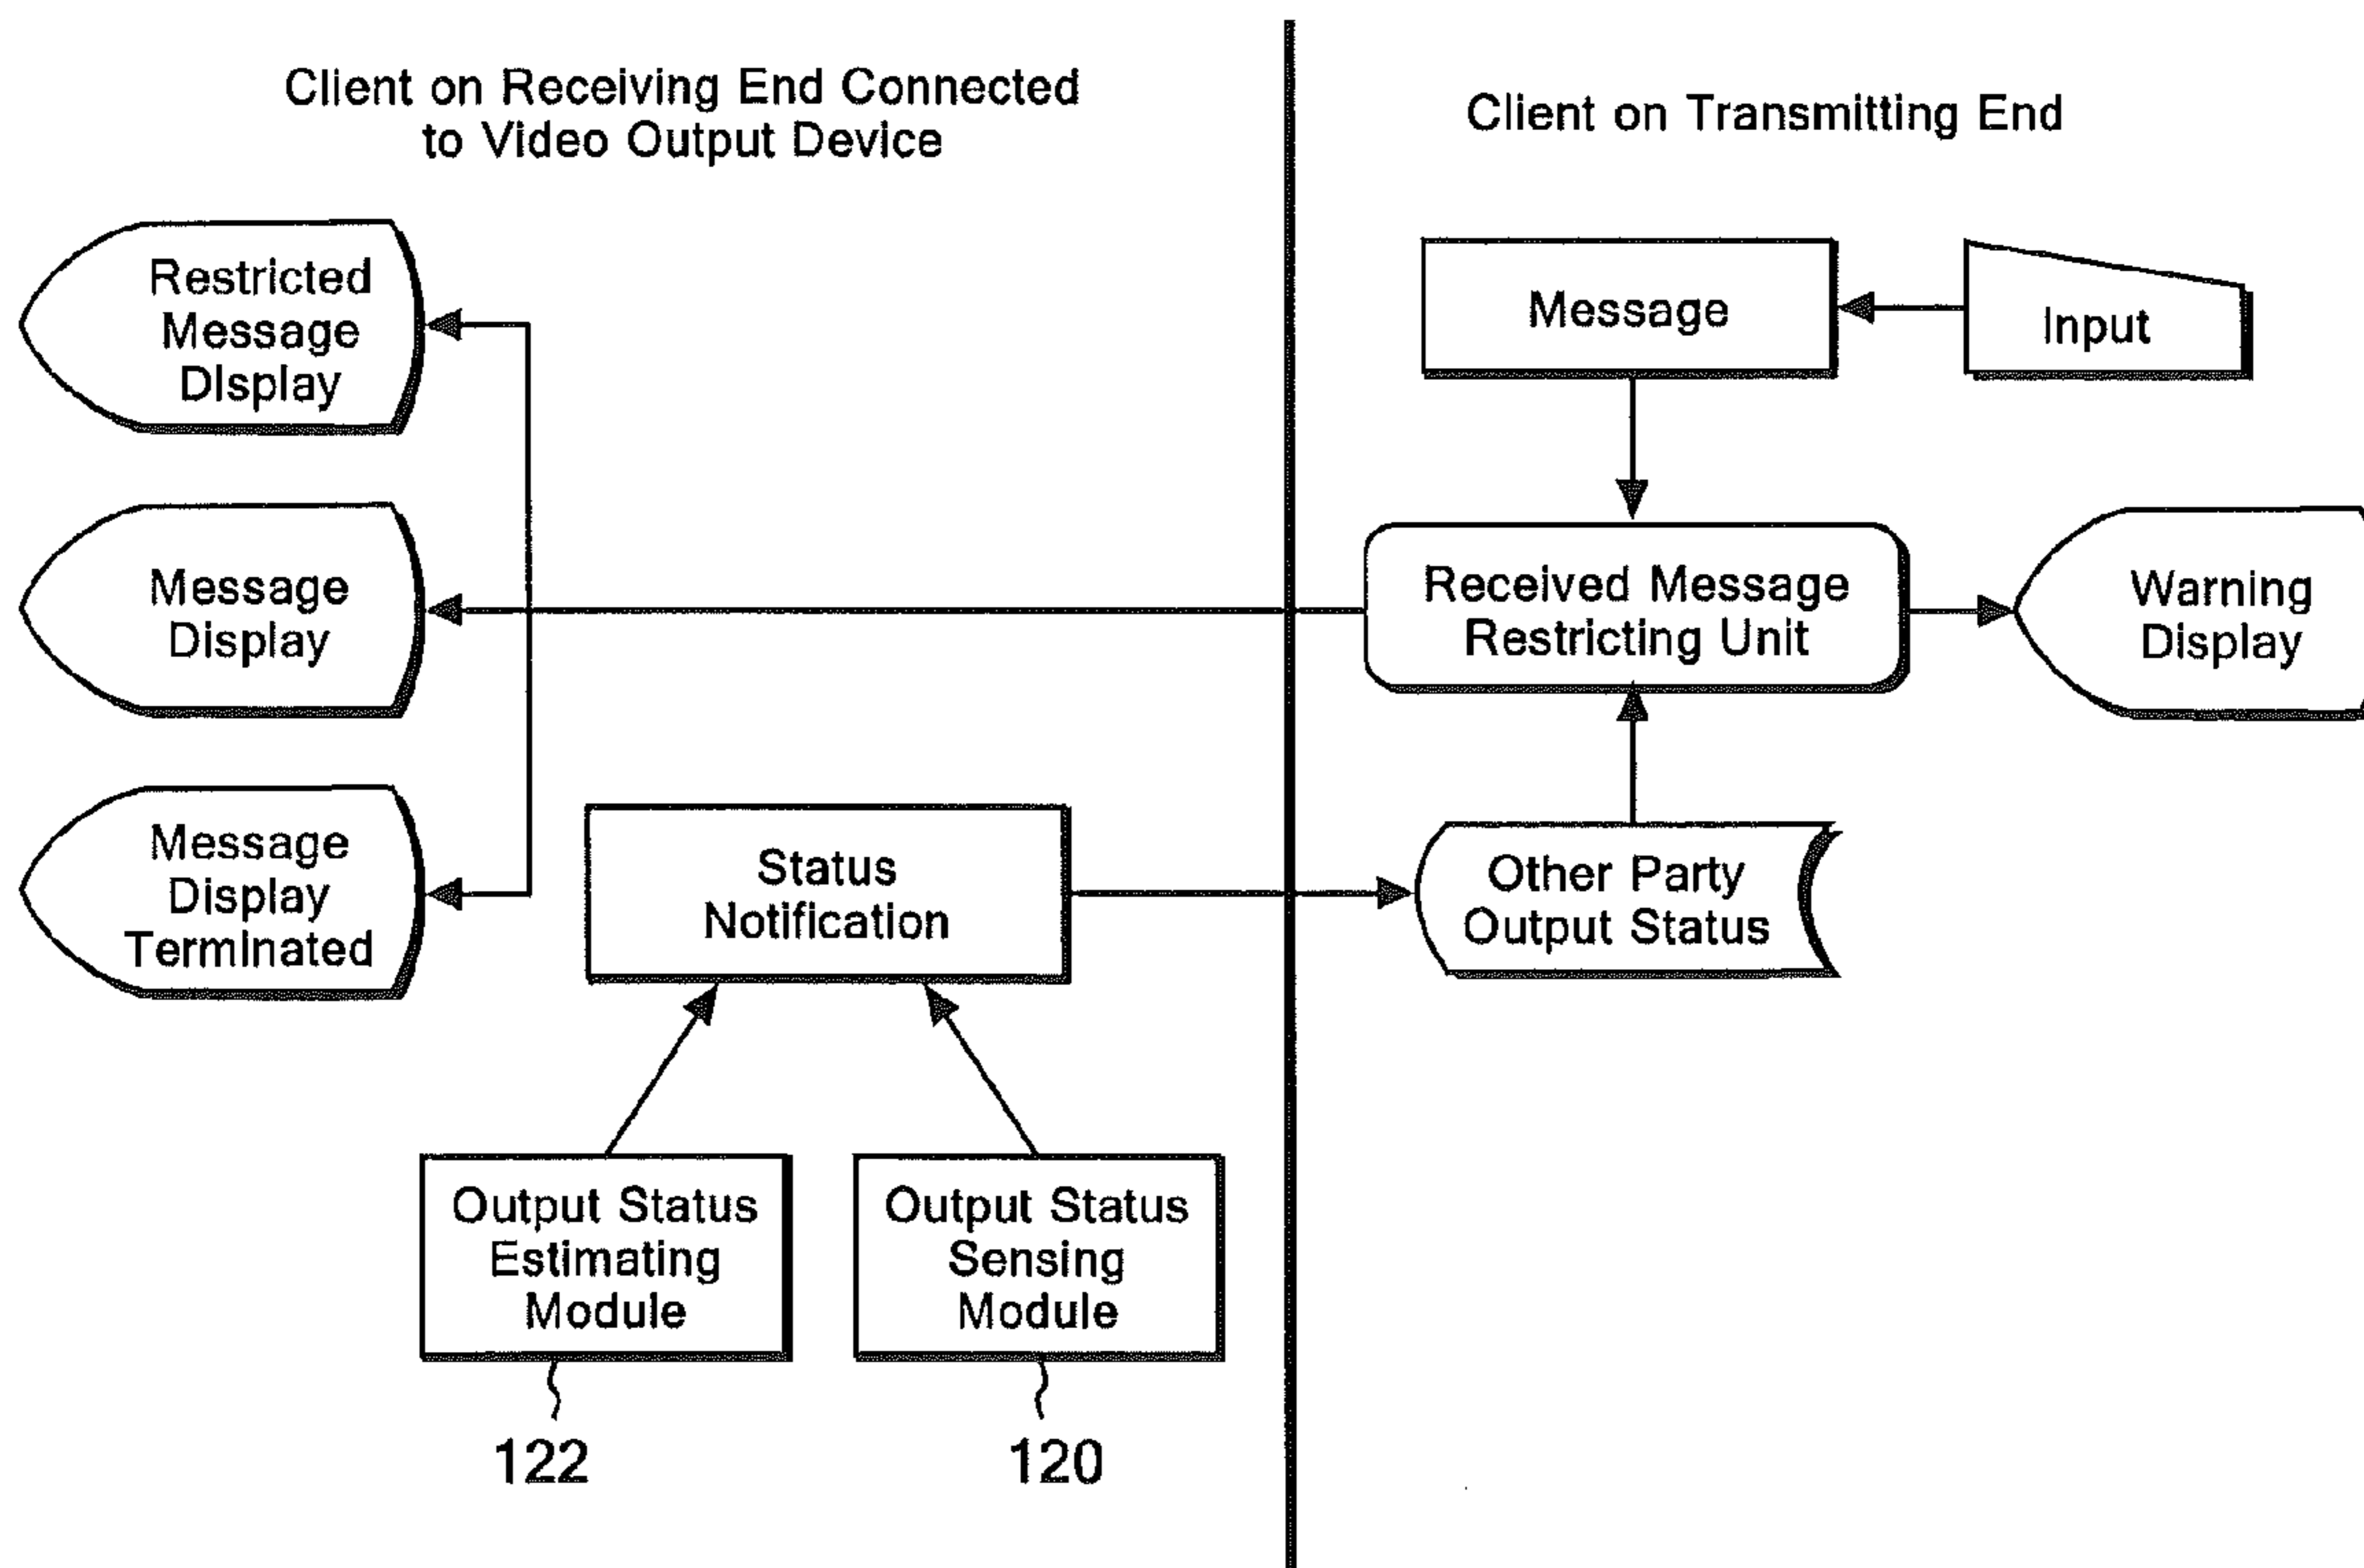 Client on Receiving End Connected
to Video Output Device
Client on Transmitting End
Restricted
Message
Display
Message
Input
Message
Display
Received Message
Restricting Unit
Warning
Display
Message
Display
Terminated
Status
Notification
Other Party
Output Status
Output Status
Estimating
Module
Output Status
Sensing
Module
122
120